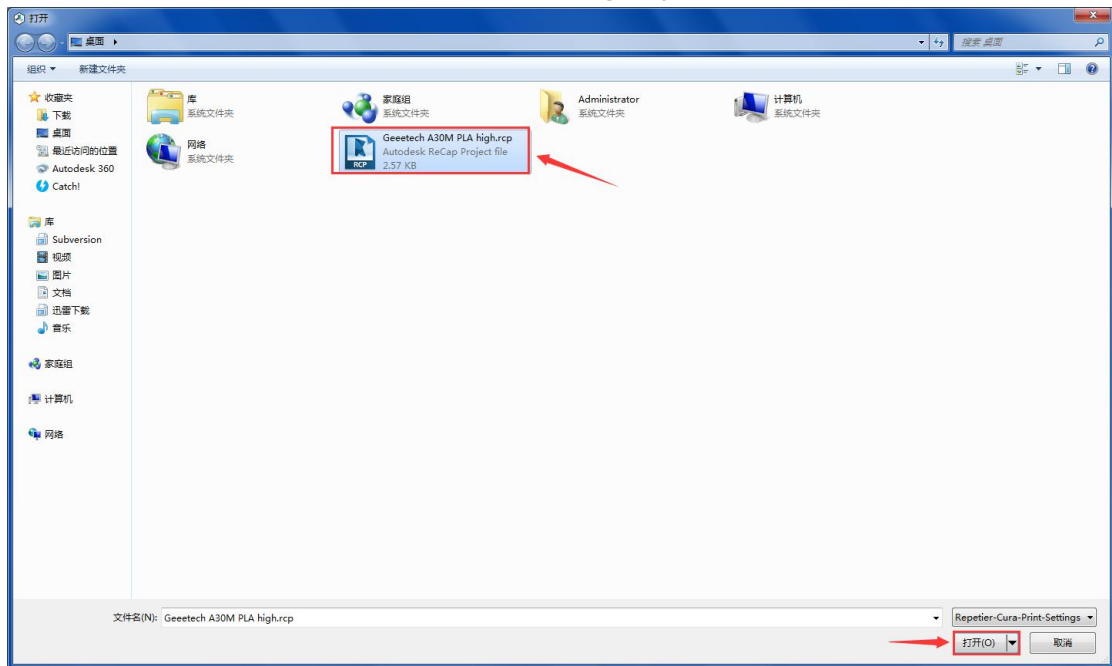 打开
桌面
搜索 桌面
组织
新建文件夹
收藏夹
下载
桌面
最近访问的位置
Autodesk 360
Catch!
库
Subversion
视频
图片
文档
迅雷下载
音乐
家庭组
计算机
网络
库
系统文件夹
家庭组
系统文件夹
Administrator
系统文件夹
计算机
系统文件夹
网络
系统文件夹
RCP
Geeetech A30M PLA high.rcp
Autodesk ReCap Project file
2.57 KB
文件名(N): Geeetech A30M PLA high.rcp
Repetier-Cura-Print-Settings
打开(O)
取消